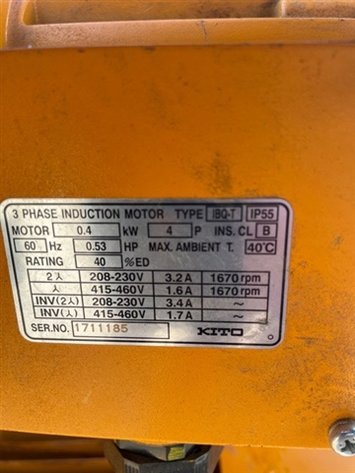 3 PHASE INDUCTION MOTOR TYPE IBQ-T IP55
MOTOR 0.4 kW 4 P INS. CL B
60 Hz 0.53 HP MAX. AMBIENT T. 40℃
RATING 40 %ED
2人 208-230V 3.2A 1670rpm
人 415-460V 1.6A 1670rpm
INV(2人) 208-230V 3.4A ~
INV(人) 415-460V 1.7A ~
SER.NO. 1711185 KITO